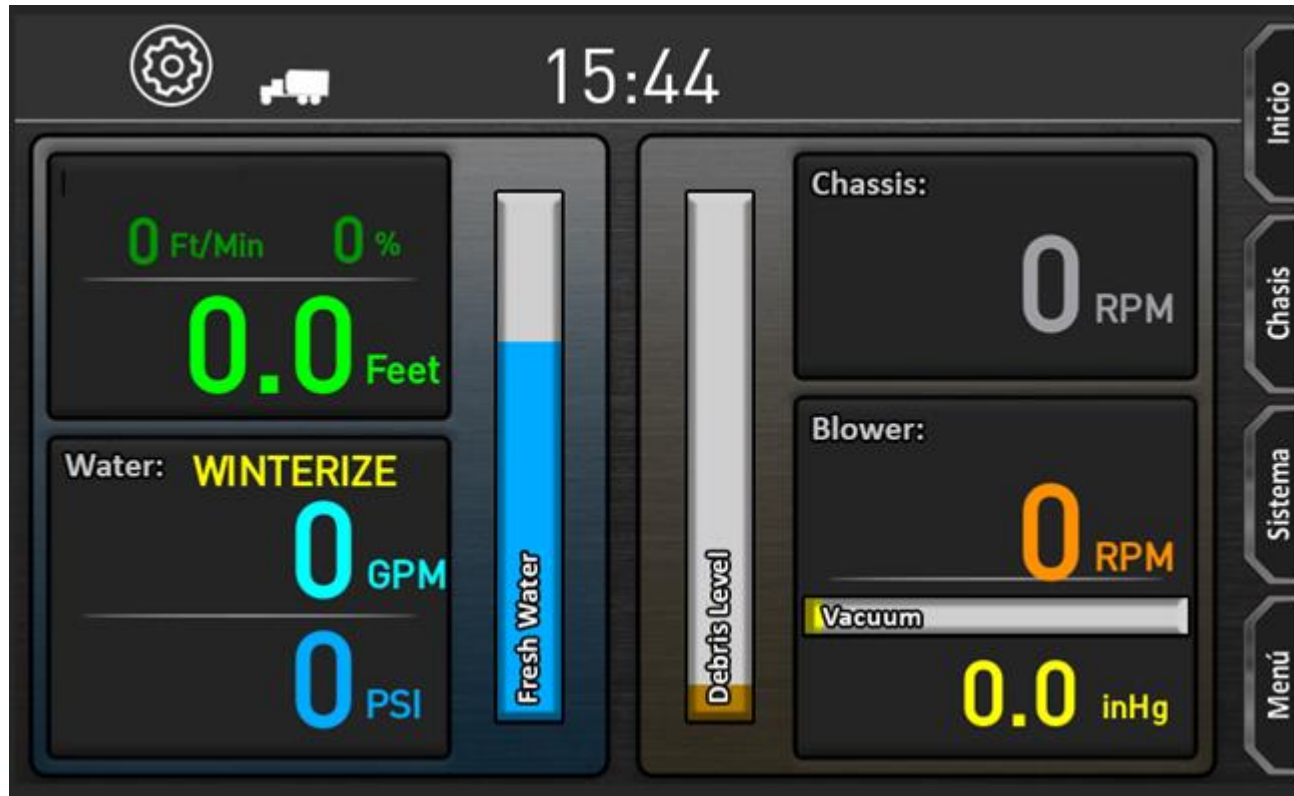 15:44
0 Ft/Min 0 %
0.0 Feet
Water: WINTERIZE
0 GPM
0 PSI
Fresh Water
Debris Level
Chassis:
0 RPM
Blower:
0 RPM
Vacuum
0.0 inHg
Inicio
Chasis
Sistema
Menú